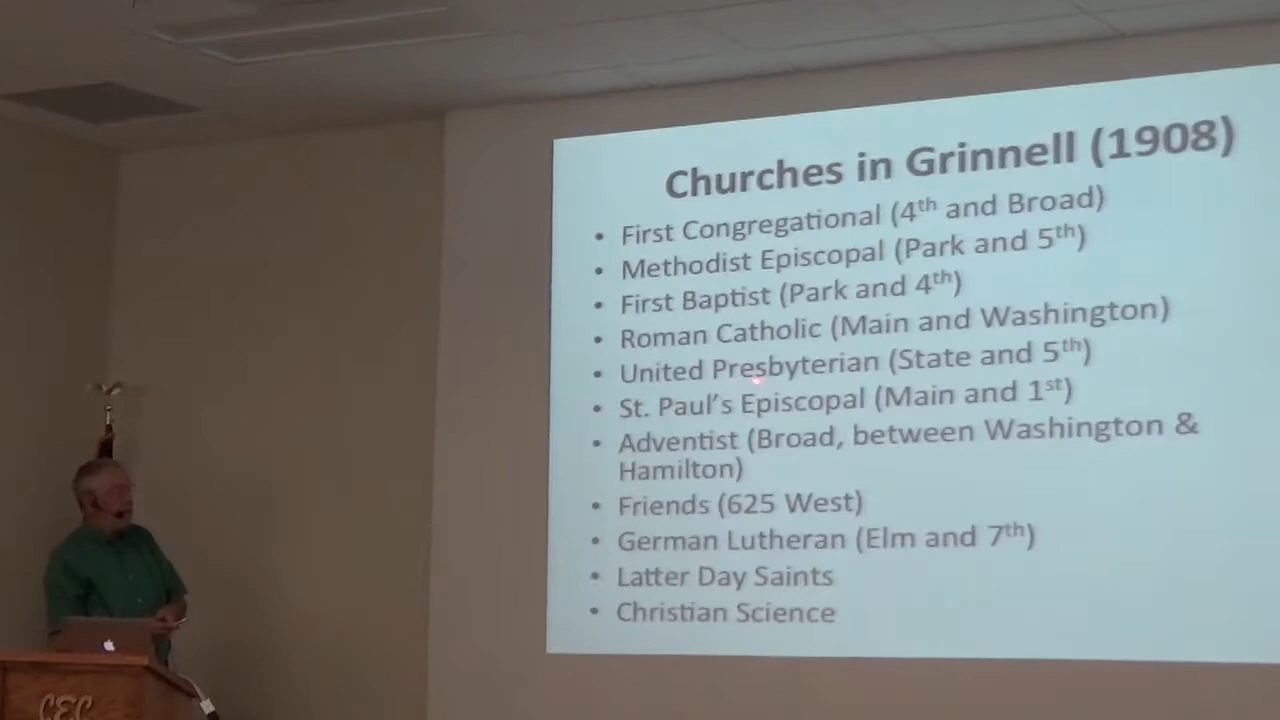 Churches in Grinnell (1908)
• First Congregational (4th and Broad)
• Methodist Episcopal (Park and 5th)
• First Baptist (Park and 4th)
• Roman Catholic (Main and Washington)
• United Presbyterian (State and 5th)
• St. Paul's Episcopal (Main and 1st)
• Adventist (Broad, between Washington &
Hamilton)
• Friends (625 West)
• German Lutheran (Elm and 7th)
• Latter Day Saints
• Christian Science
CEC